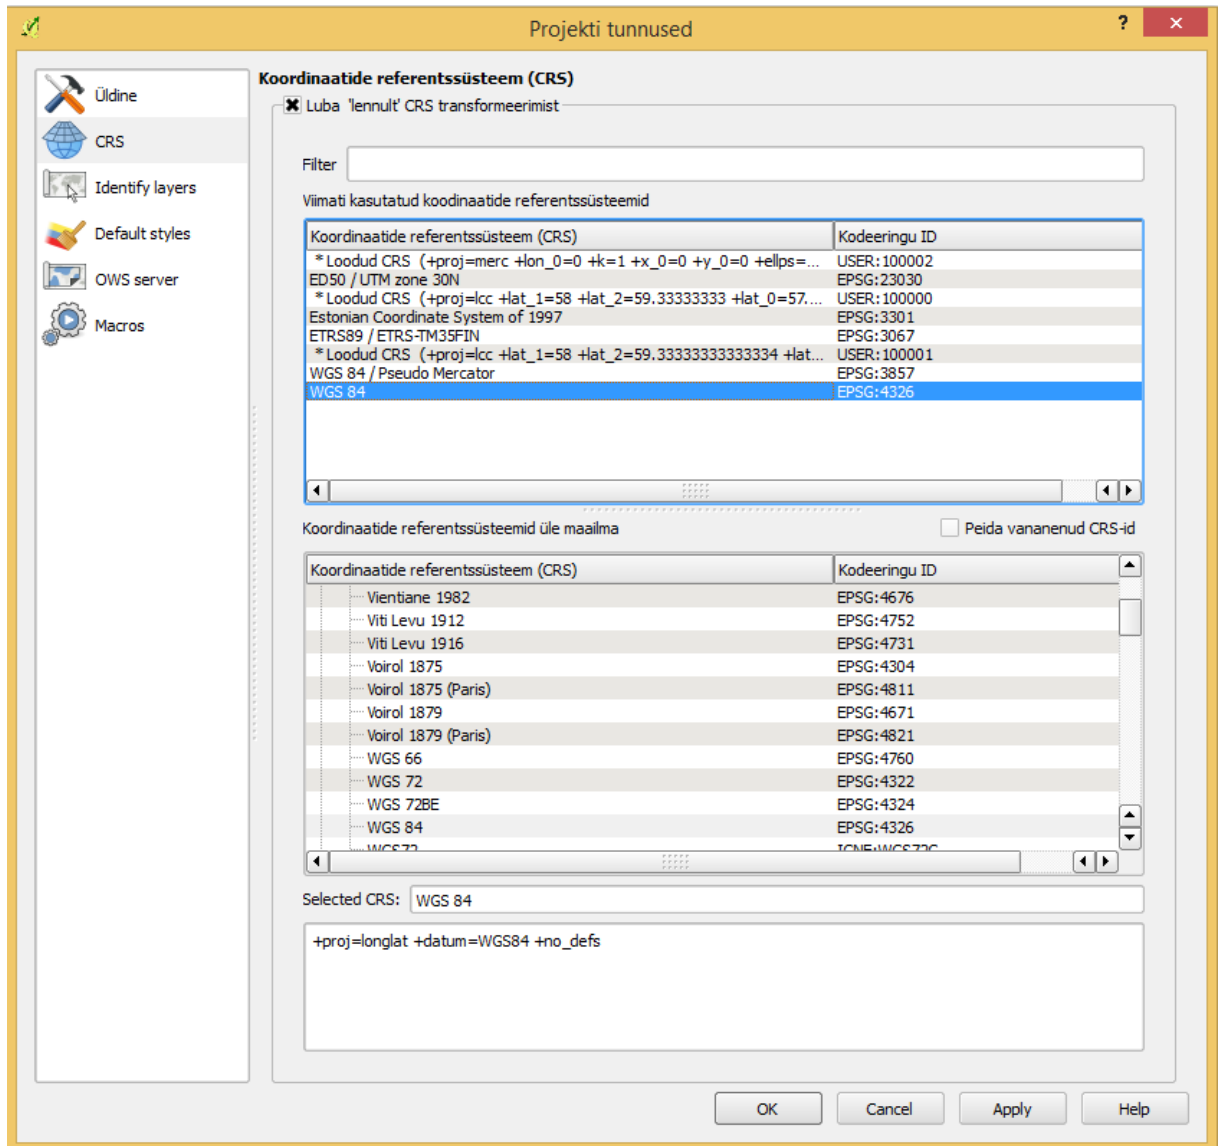 Projekti tunnused
?
Üldine
CRS
Identify layers
Default styles
OWS server
Macros
Koordinaatide referentssüsteem (CRS)
Luba 'lennult' CRS transformeerimist
Filter
Viimati kasutatud koodinaatide referentssüsteemid
Koordinaatide referentssüsteem (CRS) Kodeeringu ID
* Loodud CRS (+proj=merc +lon_0=0 +k=1 +x_0=0 +y_0=0 +ellps=... USER:100002
ED50 / UTM zone 30N EPSG:23030
* Loodud CRS (+proj=lcc +lat_1=58 +lat_2=59.33333333 +lat_0=57.... USER:100000
Estonian Coordinate System of 1997 EPSG:3301
ETRS89 / ETRS-TM35FIN EPSG:3067
* Loodud CRS (+proj=lcc +lat_1=58 +lat_2=59.33333333333334 +lat... USER:100001
WGS 84 / Pseudo Mercator EPSG:3857
WGS 84 EPSG:4326
Koordinaatide referentssüsteemid üle maailma Peida vananenud CRS-id
Koordinaatide referentssüsteem (CRS) Kodeeringu ID
Vientiane 1982 EPSG:4676
Viti Levu 1912 EPSG:4752
Viti Levu 1916 EPSG:4731
Voirol 1875 EPSG:4304
Voirol 1875 (Paris) EPSG:4811
Voirol 1879 EPSG:4671
Voirol 1879 (Paris) EPSG:4821
WGS 66 EPSG:4760
WGS 72 EPSG:4322
WGS 72BE EPSG:4324
WGS 84 EPSG:4326
WGS72 IGNF:WGS72G
Selected CRS: WGS 84
+proj=longlat +datum=WGS84 +no_defs
OK Cancel Apply Help